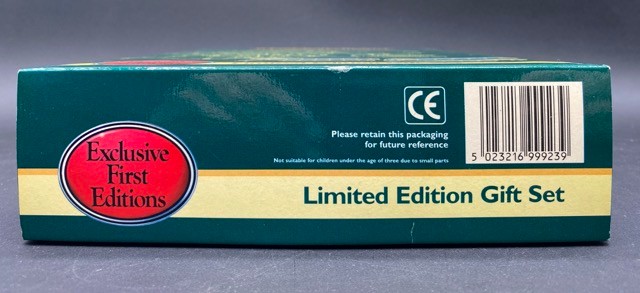 CE
Please retain this packaging
for future reference
Not suitable for children under the age of three due to small parts
5 023216 999239
Exclusive
First
Editions
Limited Edition Gift Set